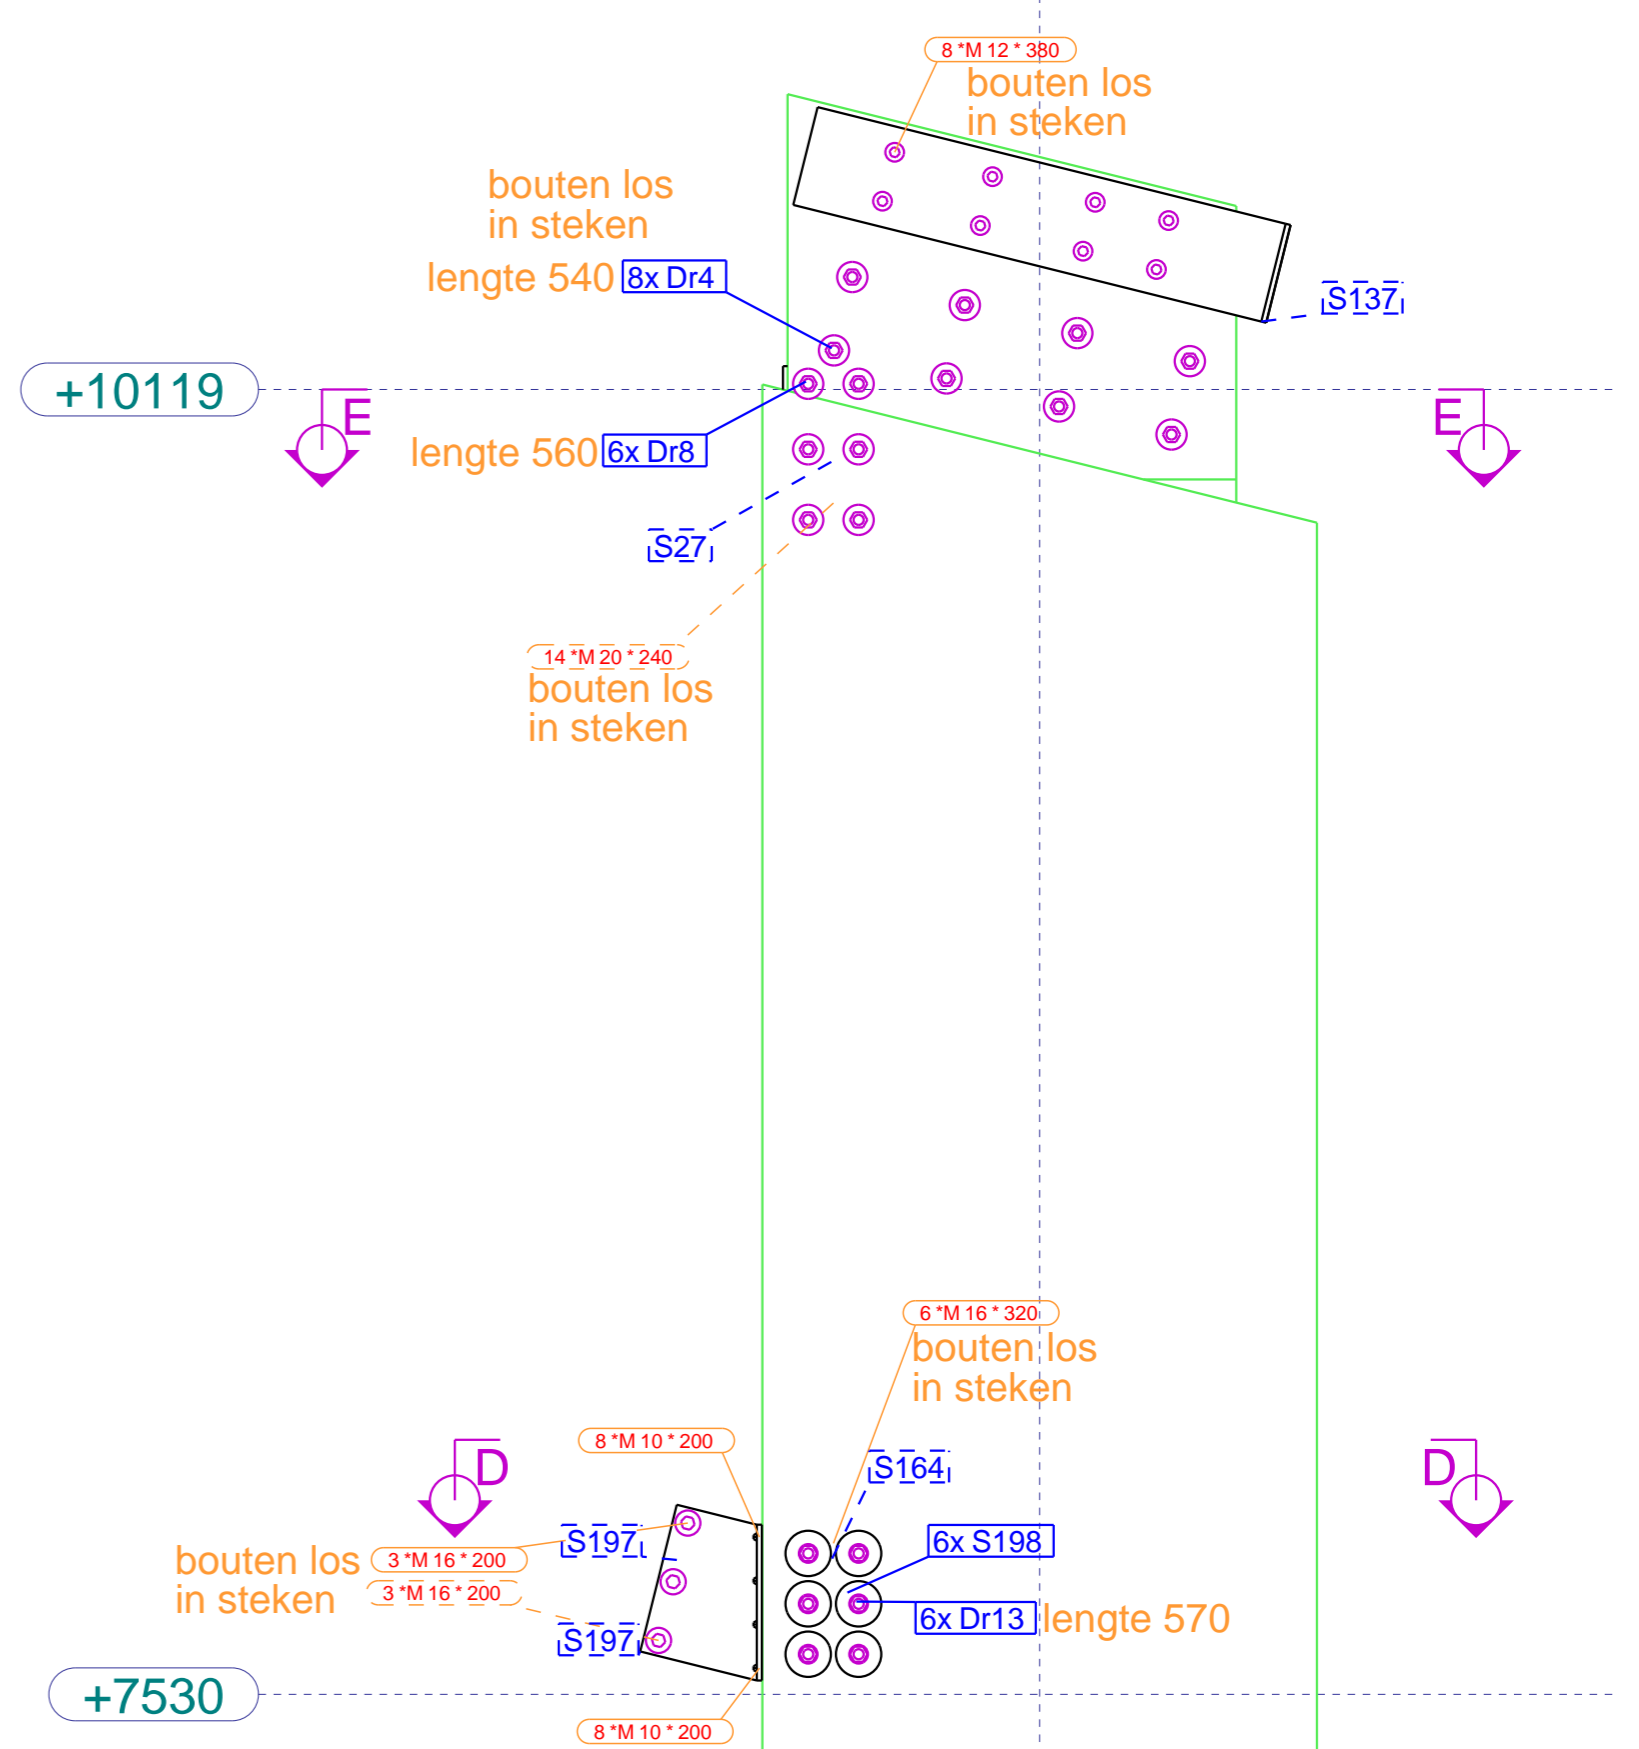 8 *M 12 * 380
bouten los
in steken
bouten los
in steken
lengte 540 8x Dr4
S137
+10119
E
E
lengte 560 6x Dr8
S27
14 *M 20 * 240
bouten los
in steken
6 *M 16 * 320
bouten los
in steken
8 *M 10 * 200
D
D
S164
S197
6x S198
bouten los
in steken
3 *M 16 * 200
3 *M 16 * 200
6x Dr13 lengte 570
S197
+7530
8 *M 10 * 200